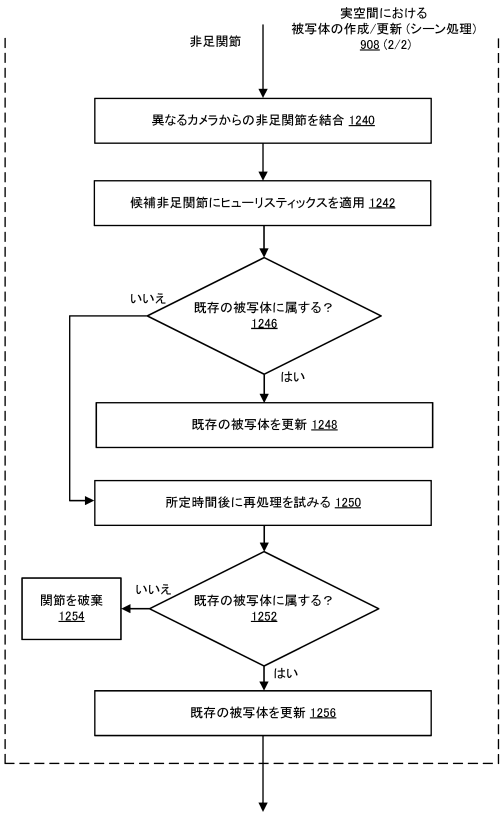 実空間における
被写体の作成/更新 (シーン処理)
908 (2/2)
非足関節
異なるカメラからの非足関節を結合 1240
候補非足関節にヒューリスティックスを適用 1242
いいえ
既存の被写体に属する？
1246
はい
既存の被写体を更新 1248
所定時間後に再処理を試みる 1250
関節を破棄
1254
いいえ
既存の被写体に属する？
1252
はい
既存の被写体を更新 1256